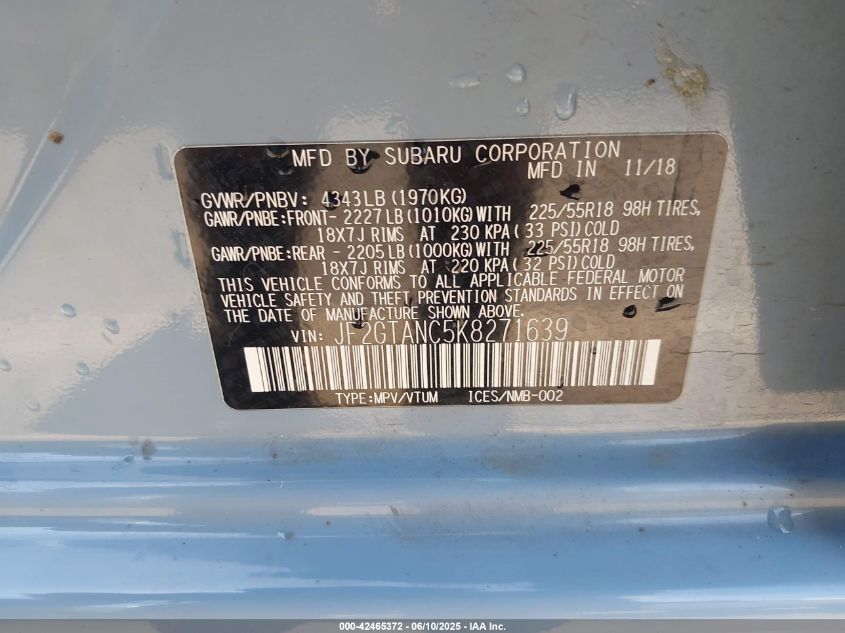 MFD BY SUBARU CORPORATION
MFD IN 11/18
GVWR/PNBV: 4343LB(1970KG)
GAWR/PNBE:FRONT- 2227LB(1010KG)WITH 225/55R18 98H TIRES,
18X7J RIMS AT 230 KPA(33 PSI)COLD
GAWR/PNBE:REAR - 2205LB(1000KG)WITH 225/55R18 98H TIRES,
18X7J RIMS AT 220 KPA(32 PSI)COLD
THIS VEHICLE CONFORMS TO ALL APPLICABLE FEDERAL MOTOR
VEHICLE SAFETY AND THEFT PREVENTION STANDARDS IN EFFECT ON
THE DATE OF MANUFACTURE SHOWN ABOVE.
VIN: JF2GTANC5K8271639
TYPE:MPV/VTUM ICES/NMB-002
000-42465372 - 06/10/2025 - IAA Inc.